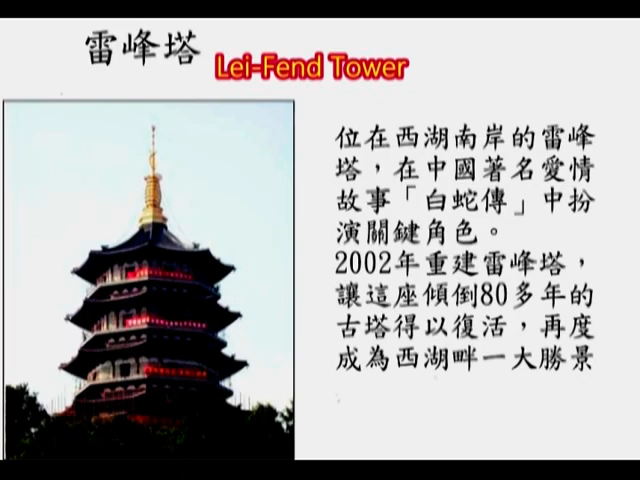 雷峰塔
Lei-Fend Tower
位在西湖南岸的雷峰
塔，在中國著名愛情
故事「白蛇傳」中扮
演關鍵角色。
2002年重建雷峰塔，
讓這座傾倒80多年的
古塔得以復活，再度
成為西湖畔一大勝景